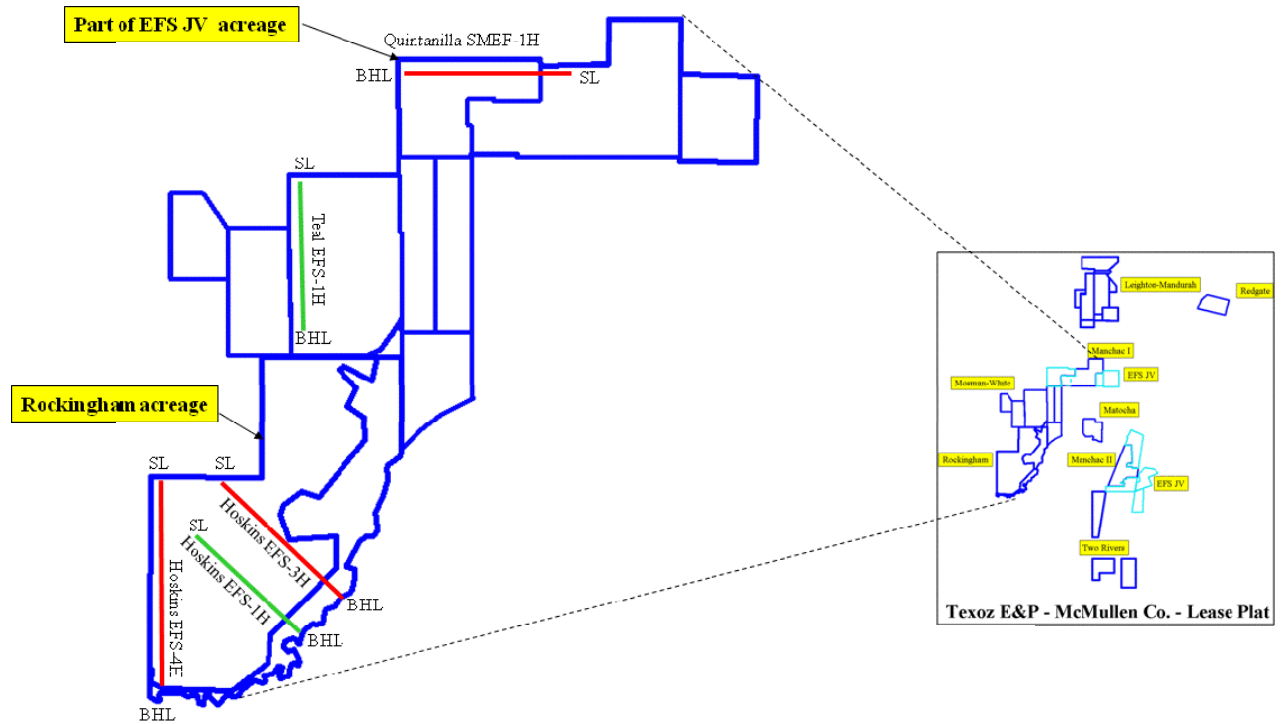 Part of EFS JV acreage
Quintanilla SMEF-1H
BHL
SL
SL
Teal EFS-1H
BHL
Rockingham acreage
SL
SL
Hoskins EFS-3H
SL
Hoskins EFS-1H
Hoskins EFS-4E
BHL
BHL
BHL
Leighton-Mandurah
Redgate
Manchac I
EFS JV
Mosman-White
Matocha
Rockingham
Manchac II
EFS JV
Two Rivers
Texoz E&P - McMullen Co. - Lease Plat